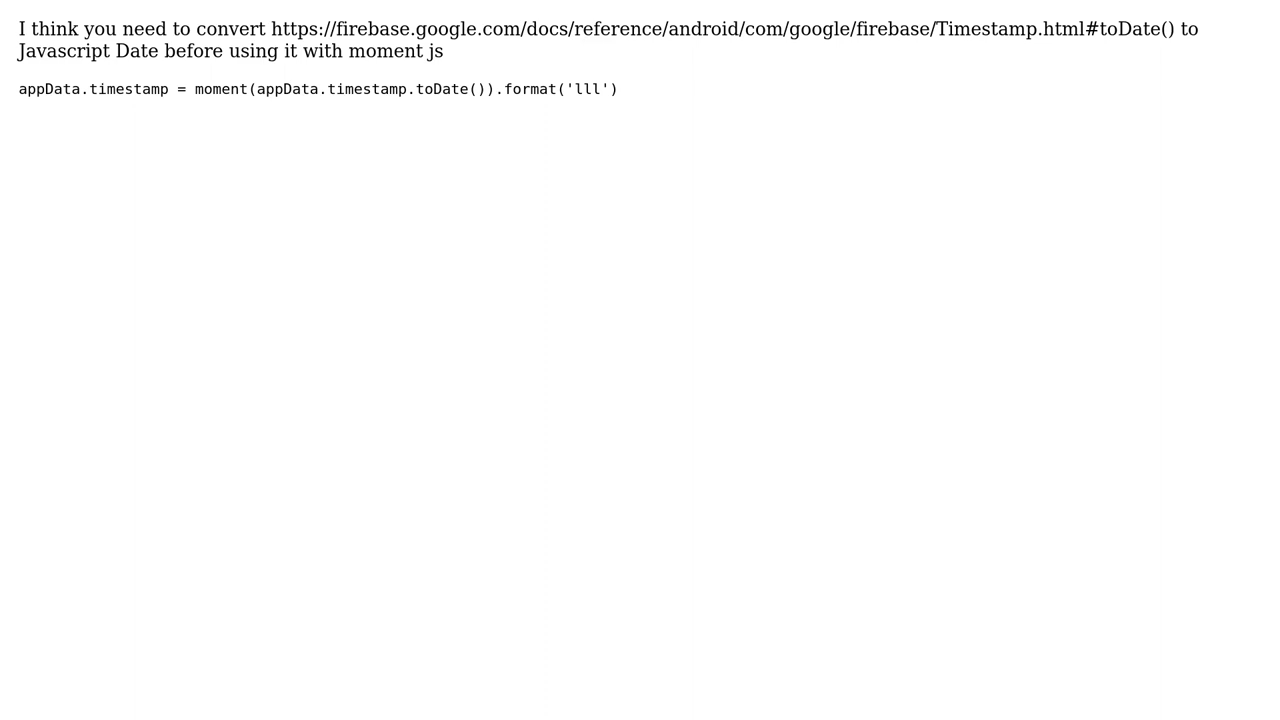 I think you need to convert https://firebase.google.com/docs/reference/android/com/google/firebase/Timestamp.html#toDate() to
Javascript Date before using it with moment js
appData.timestamp = moment(appData.timestamp.toDate()).format('lll')